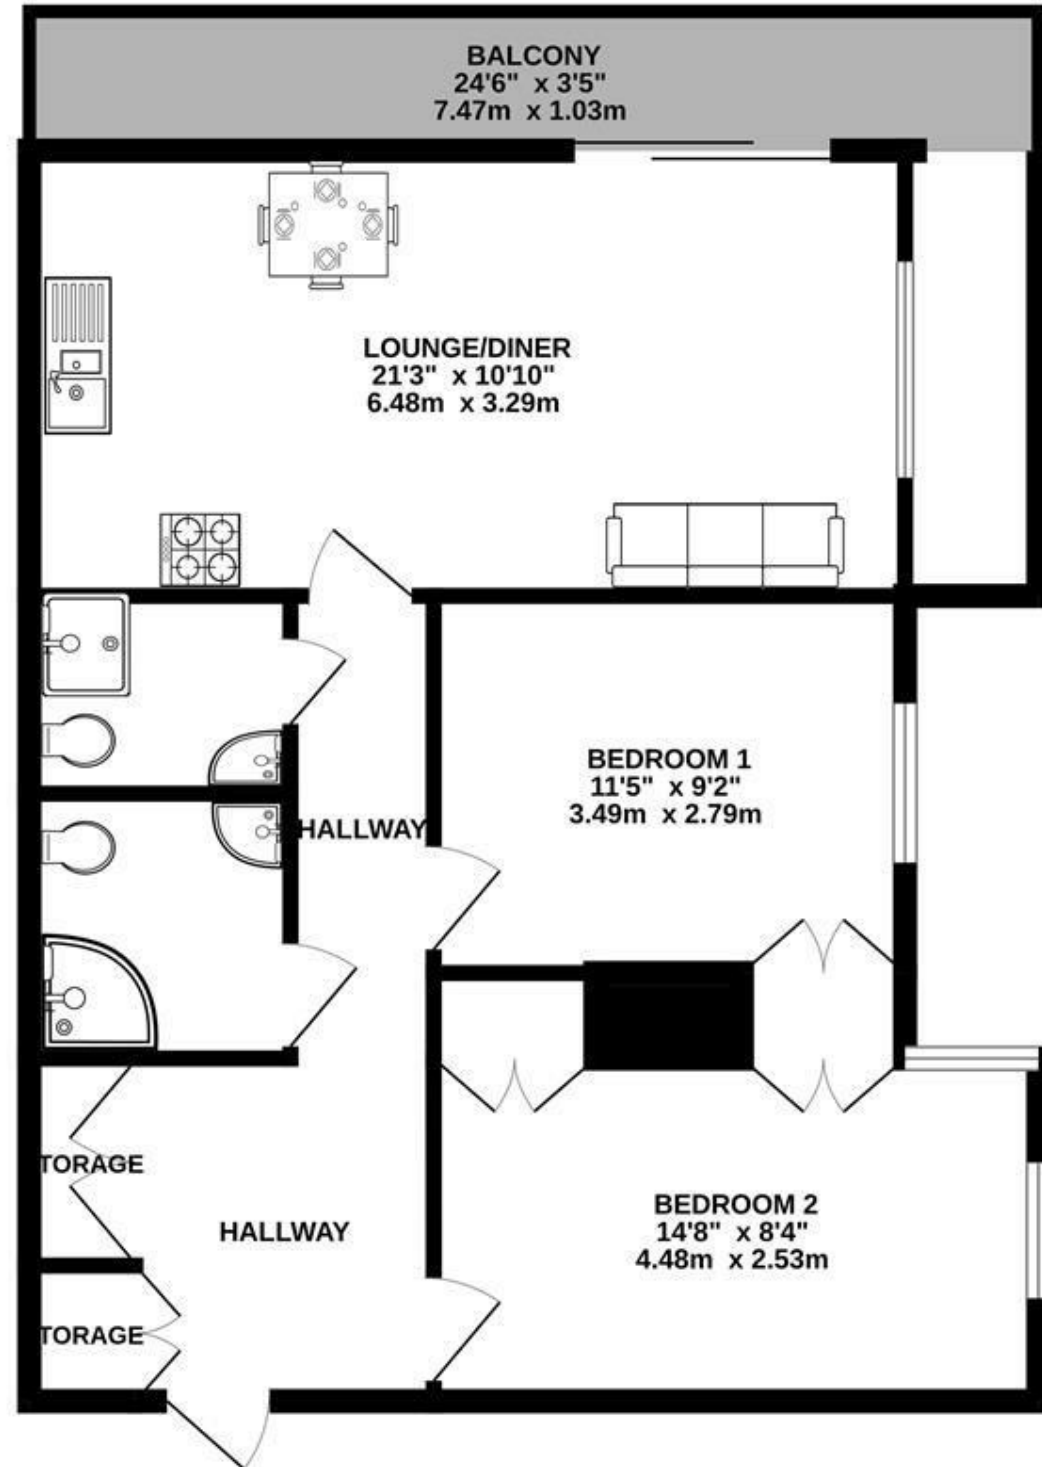 BALCONY
24'6" x 3'5"
7.47m x 1.03m
LOUNGE/DINER
21'3" x 10'10"
6.48m x 3.29m
BEDROOM 1
11'5" x 9'2"
3.49m x 2.79m
HALLWAY
TORAGE
BEDROOM 2
14'8" x 8'4"
4.48m x 2.53m
HALLWAY
TORAGE